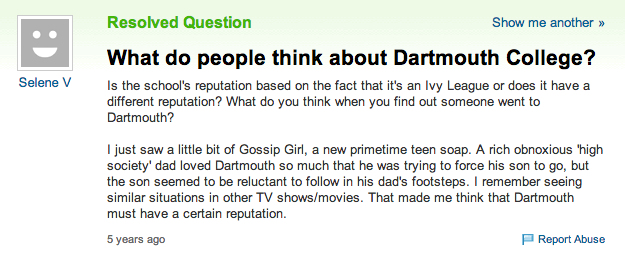 Resolved Question
Show me another »
Selene V
What do people think about Dartmouth College?
Is the school's reputation based on the fact that it's an Ivy League or does it have a
different reputation? What do you think when you find out someone went to
Dartmouth?
I just saw a little bit of Gossip Girl, a new primetime teen soap. A rich obnoxious 'high
society' dad loved Dartmouth so much that he was trying to force his son to go, but
the son seemed to be reluctant to follow in his dad's footsteps. I remember seeing
similar situations in other TV shows/movies. That made me think that Dartmouth
must have a certain reputation.
5 years ago
Report Abuse